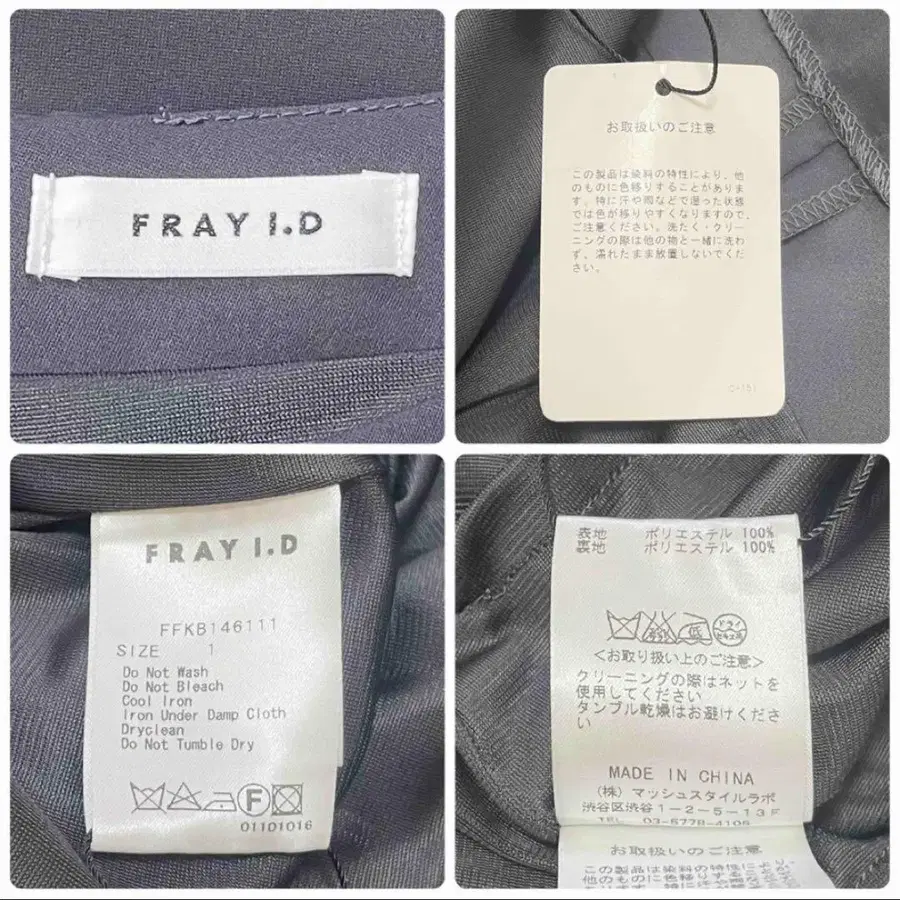 FRAY I.D
お取扱いのご注意
この製品は染料の特性により、他
のものに色移りすることがありま
す。特に汗や雨などで湿った状態
では色が移りやすくなりますので、
ご注意ください。洗たく・クリー
ニングの際は他の物と一緒に洗わ
ず、濡れたまま放置しないでくだ
さい。
C-151
FRAY I.D
FFKB146111
SIZE 1
Do Not Wash
Do Not Bleach
Cool Iron
Iron Under Damp Cloth
Dryclean
Do Not Tumble Dry
F
01101016
表地 ポリエステル 100%
裏地 ポリエステル 100%
低 ドライ
<お取り扱い上のご注意>
クリーニングの際はネットを
使用してください
タンブル乾燥はお避けくださ
い
MADE IN CHINA
(株) マッシュスタイルラボ
渋谷区渋谷1-2-5-13F
TEL 03-5778-4105
お取扱いのご注意
この製品は染料の特性に
他のものに色移りす